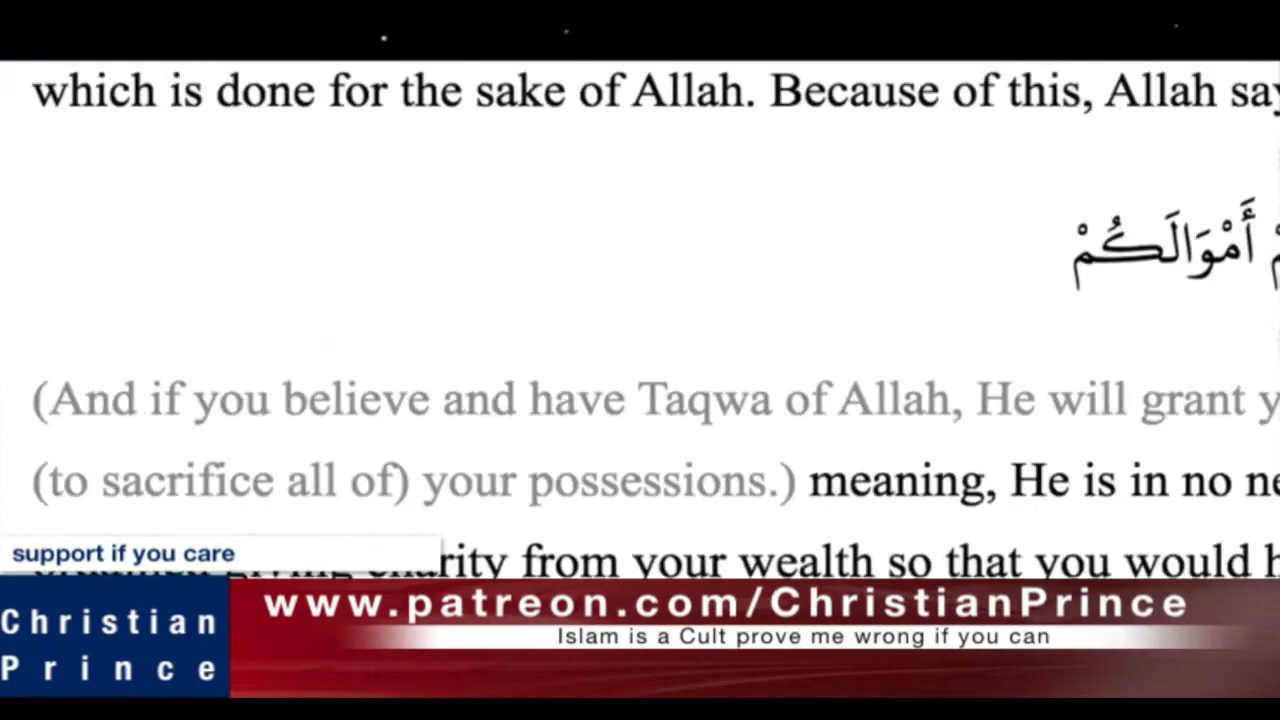 which is done for the sake of Allah. Because of this, Allah
أَمْوَالَكُمْ
(And if you believe and have Taqwa of Allah, He will grant
(to sacrifice all of) your possessions.) meaning, He is in no
support if you care
giving charity from your wealth so that you would
Christian
Prince
www.patreon.com/ChristianPrince
Islam is a Cult prove me wrong if you can